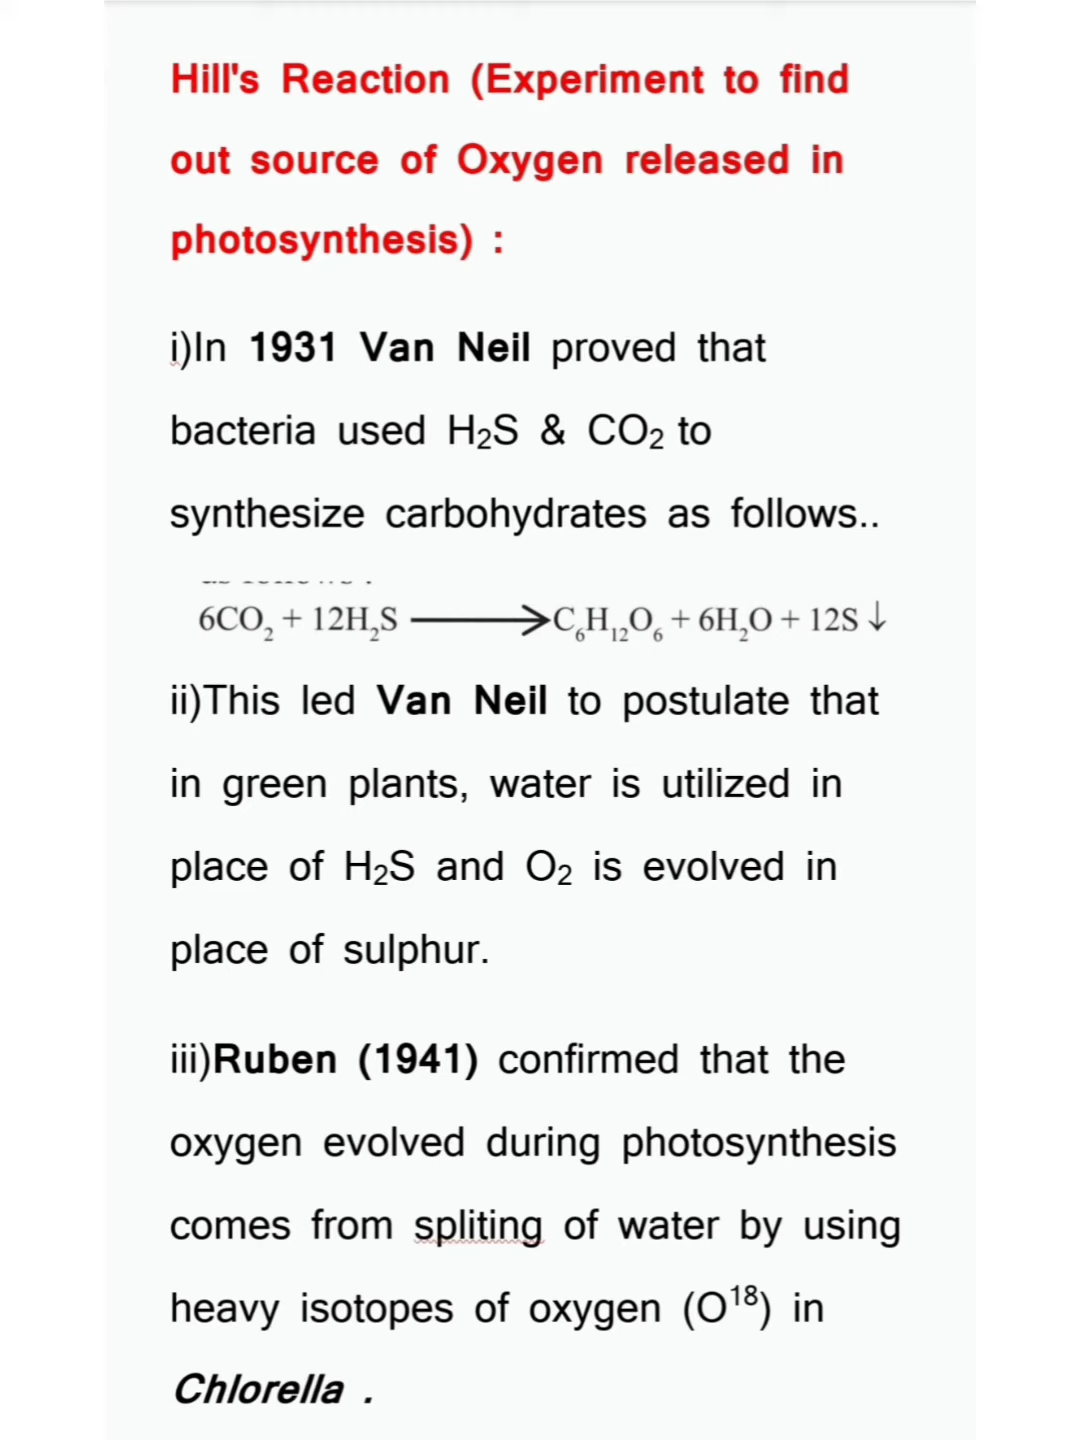 Hill's Reaction (Experiment to find
out source of Oxygen released in
photosynthesis) :
i)In 1931 Van Neil proved that
bacteria used H₂S & CO₂ to
synthesize carbohydrates as follows..
6CO₂ + 12H₂S ⟶ C₆H₁₂O₆ + 6H₂O + 12S ↓
ii)This led Van Neil to postulate that
in green plants, water is utilized in
place of H₂S and O₂ is evolved in
place of sulphur.
iii)Ruben (1941) confirmed that the
oxygen evolved during photosynthesis
comes from spliting of water by using
heavy isotopes of oxygen (O¹⁸) in
Chlorella .